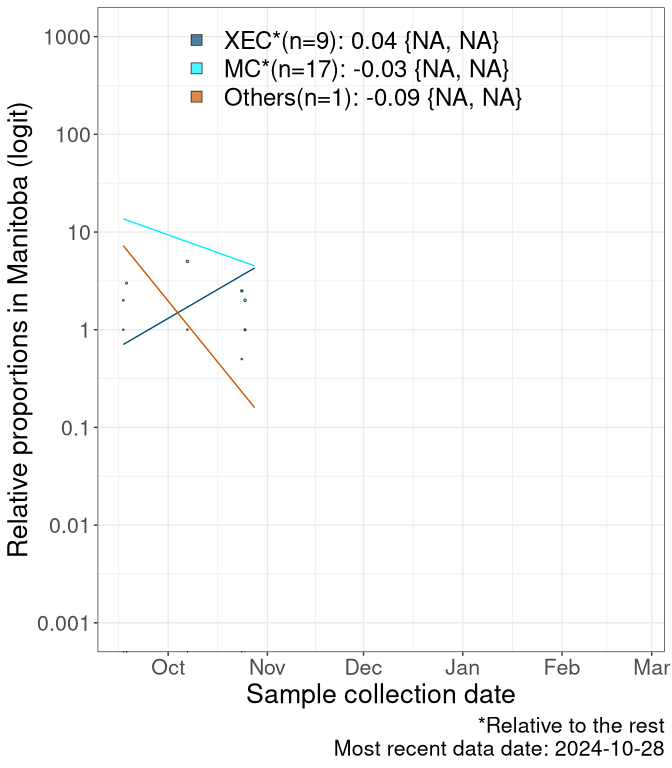 XEC*(n=9): 0.04 {NA, NA}
MC*(n=17): -0.03 {NA, NA}
Others(n=1): -0.09 {NA, NA}
Relative proportions in Manitoba (logit)
1000
100
10
1
0.1
0.01
0.001
Oct Nov Dec Jan Feb Mar
Sample collection date
*Relative to the rest
Most recent data date: 2024-10-28